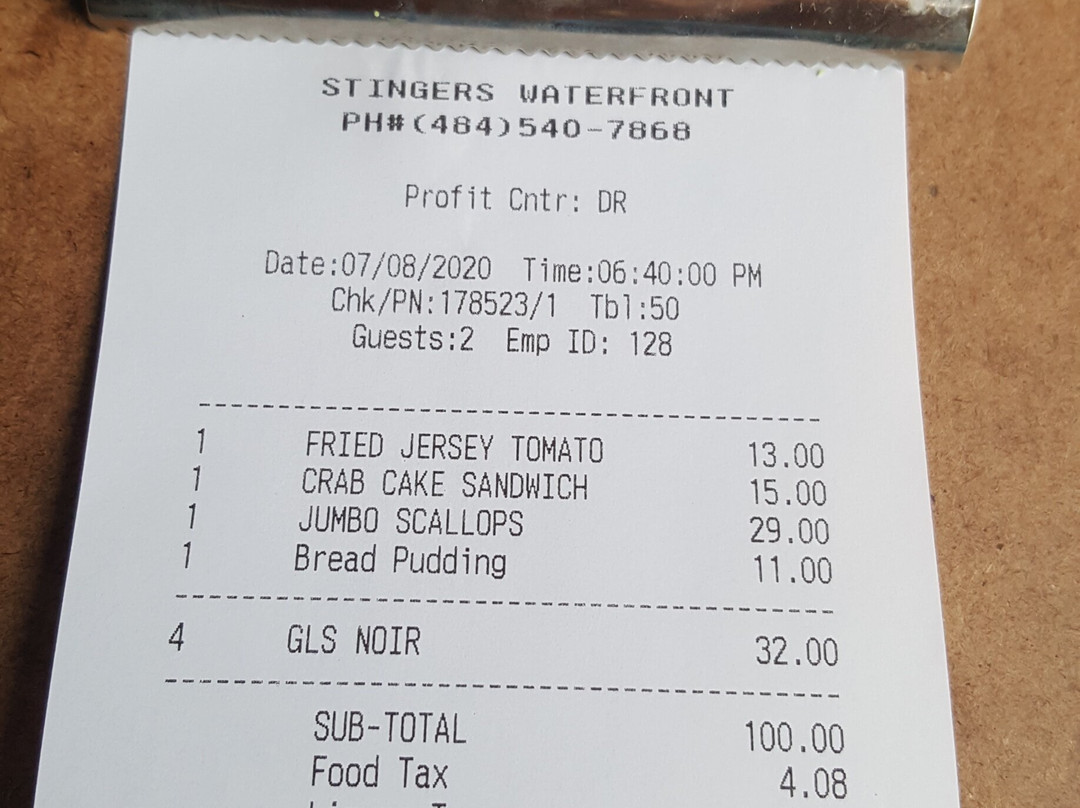 STINGERS WATERFRONT
PH#(484)540-7868
Profit Cntr: DR
Date:07/08/2020 Time:06:40:00 PM
Chk/PN:178523/1 Tbl:50
Guests:2 Emp ID: 128
1 FRIED JERSEY TOMATO 13.00
1 CRAB CAKE SANDWICH 15.00
1 JUMBO SCALLOPS 29.00
1 Bread Pudding 11.00
4 GLS NOIR 32.00
SUB-TOTAL 100.00
Food Tax 4.08